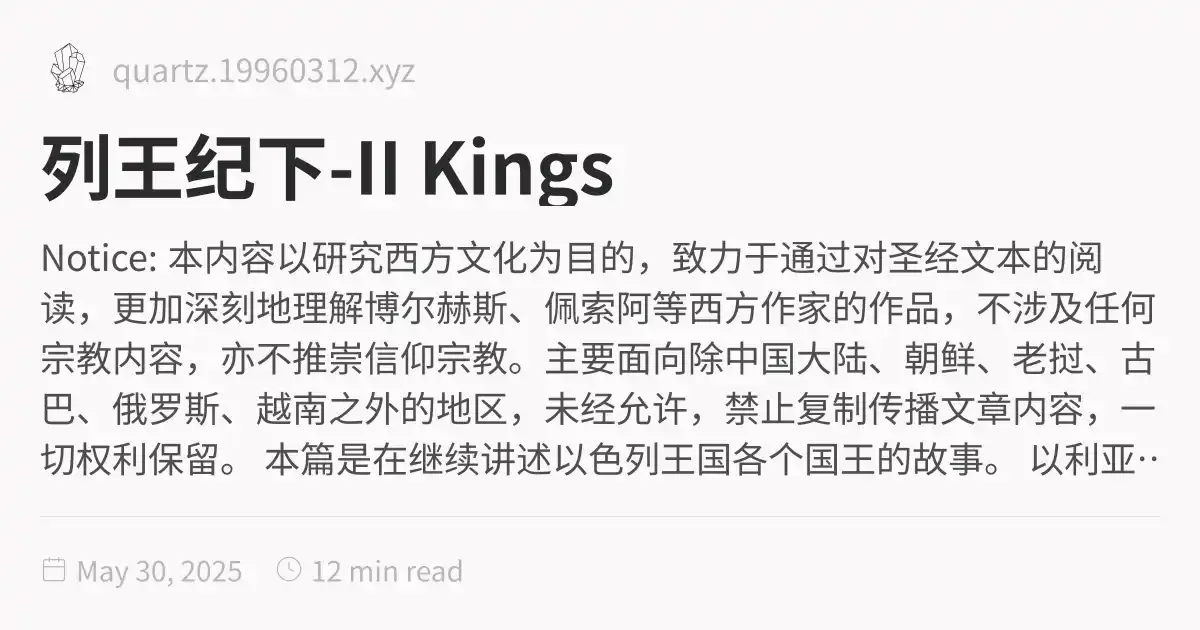 quartz.19960312.xyz
列王纪下-II Kings
Notice: 本内容以研究西方文化为目的，致力于通过对圣经文本的阅
读，更加深刻地理解博尔赫斯、佩索阿等西方作家的作品，不涉及任何
宗教内容，亦不推崇信仰宗教。主要面向除中国大陆、朝鲜、老挝、古
巴、俄罗斯、越南之外的地区，未经允许，禁止复制传播文章内容，一
切权利保留。 本篇是在继续讲述以色列王国各个国王的故事。 以利亚··
May 30, 2025 12 min read